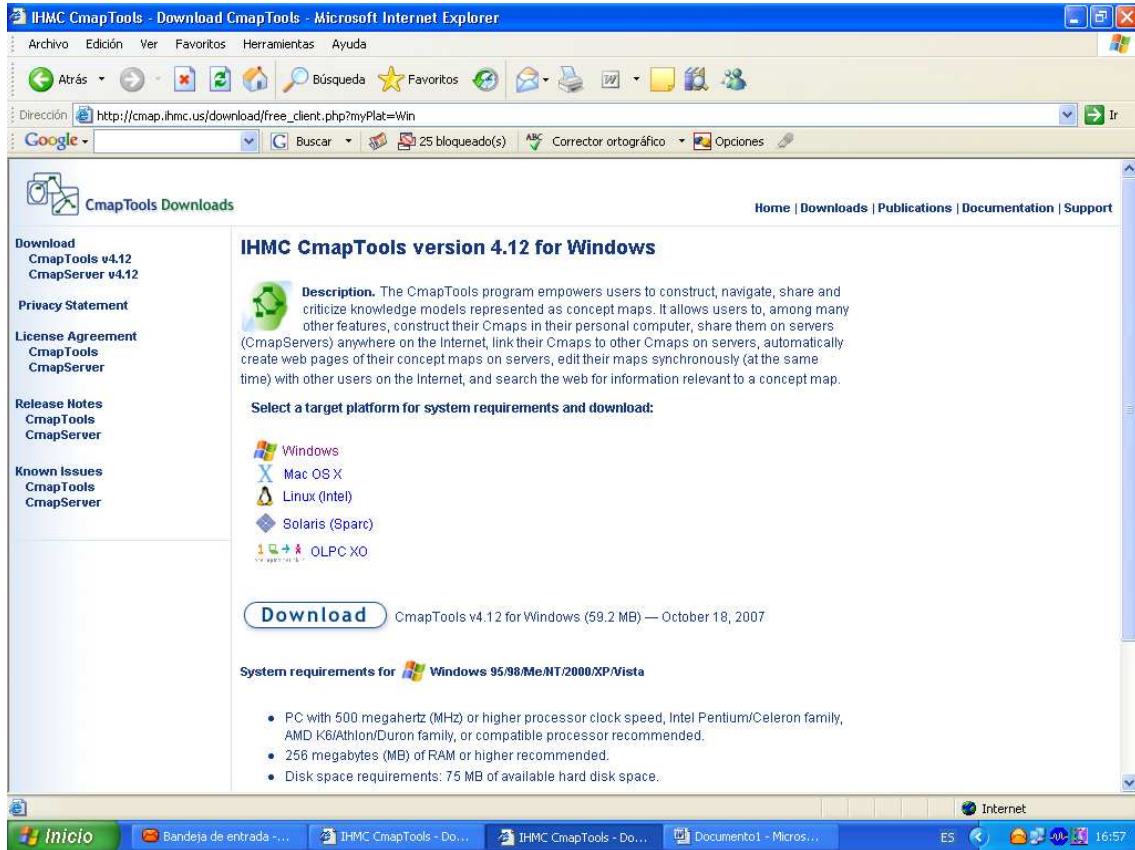 IHMC CmapTools - Download CmapTools - Microsoft Internet Explorer
Archivo Edición Ver Favoritos Herramientas Ayuda
Atrás Búsqueda Favoritos
Dirección http://cmap.ihmc.us/download/free_client.php?myPlat=Win Ir
Google Buscar 25 bloqueado(s) ABC Corrector ortográfico Opciones
CmapTools Downloads
Home | Downloads | Publications | Documentation | Support
Download
CmapTools v4.12
CmapServer v4.12
Privacy Statement
License Agreement
CmapTools
CmapServer
Release Notes
CmapTools
CmapServer
Known Issues
CmapTools
CmapServer
IHMC CmapTools version 4.12 for Windows
Description. The CmapTools program empowers users to construct, navigate, share and
criticize knowledge models represented as concept maps. It allows users to, among many
other features, construct their Cmaps in their personal computer, share them on servers
(CmapServers) anywhere on the Internet, link their Cmaps to other Cmaps on servers, automatically
create web pages of their concept maps on servers, edit their maps synchronously (at the same
time) with other users on the Internet, and search the web for information relevant to a concept map.
Select a target platform for system requirements and download:
Windows
Mac OS X
Linux (Intel)
Solaris (Sparc)
OLPC XO
Download CmapTools v4.12 for Windows (59.2 MB) — October 18, 2007
System requirements for Windows 95/98/Me/NT/2000/XP/Vista
• PC with 500 megahertz (MHz) or higher processor clock speed, Intel Pentium/Celeron family,
AMD K6/Athlon/Duron family, or compatible processor recommended.
• 256 megabytes (MB) of RAM or higher recommended.
• Disk space requirements: 75 MB of available hard disk space.
Internet
Inicio Bandeja de entrada -... IHMC CmapTools - Do... IHMC CmapTools - Do... Documento1 - Micros... ES 16:57